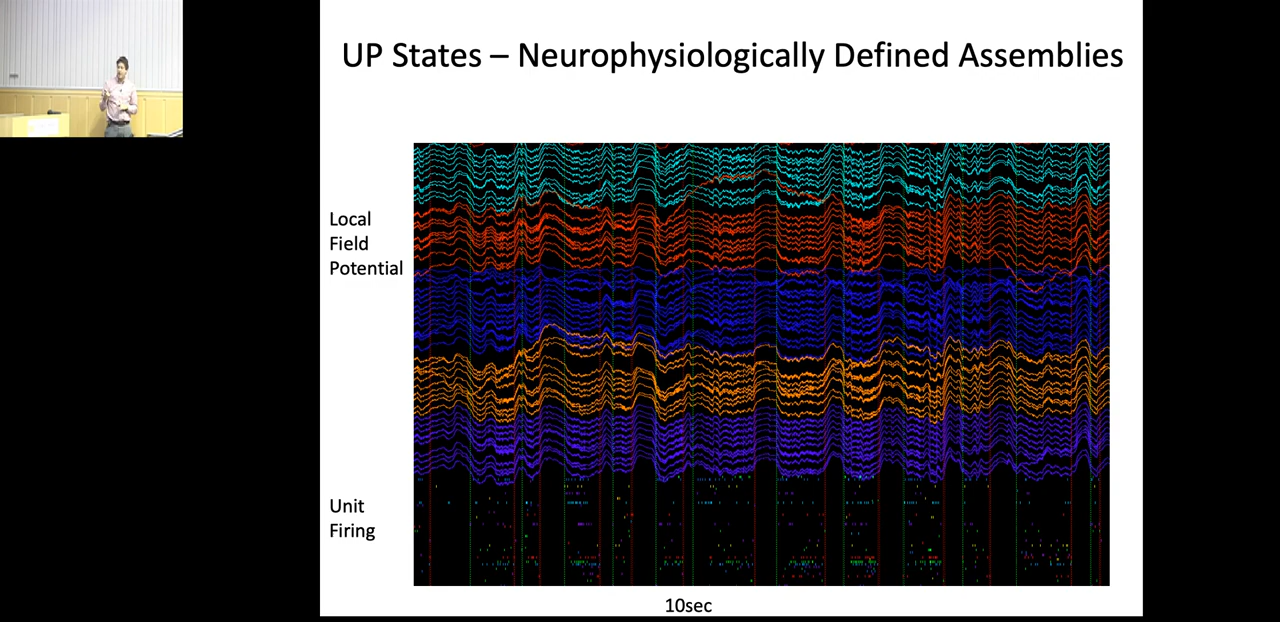 UP States – Neurophysiologically Defined Assemblies
Local
Field
Potential
Unit
Firing
10sec